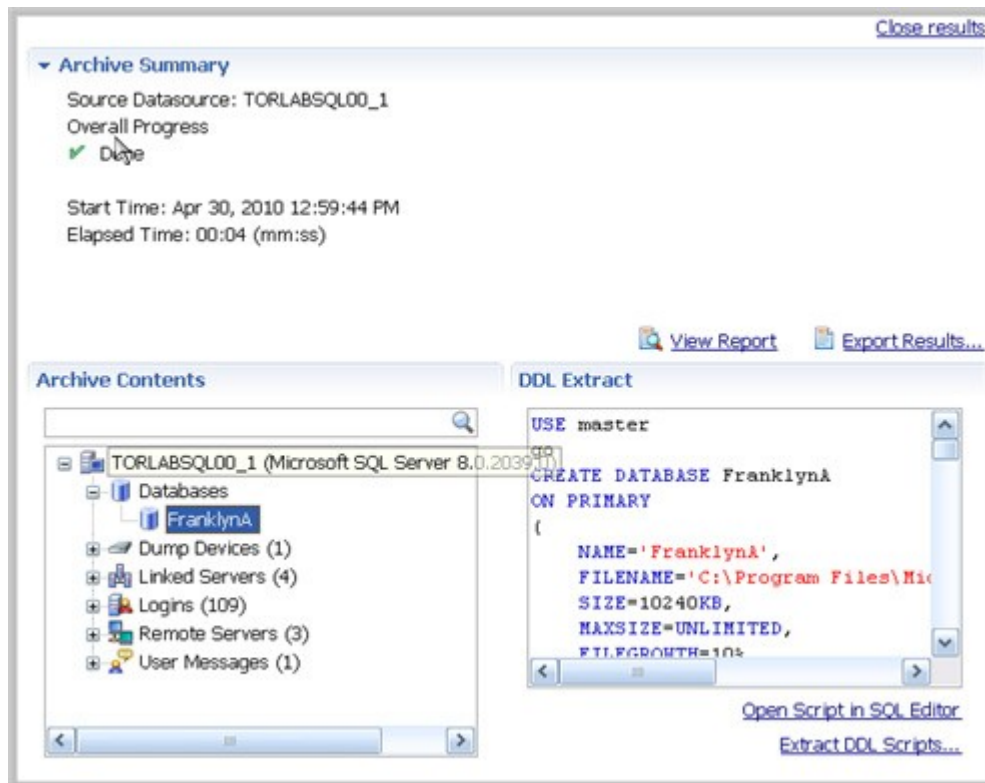 Close results
Archive Summary
Source Datasource: TORLABSQL00_1
Overall Progress
Done
Start Time: Apr 30, 2010 12:59:44 PM
Elapsed Time: 00:04 (mm:ss)
View Report
Export Results...
Archive Contents
DDL Extract
TORLABSQL00_1 (Microsoft SQL Server 8.0.2039
Databases
FranklynA
Dump Devices (1)
Linked Servers (4)
Logins (109)
Remote Servers (3)
User Messages (1)
USE master
go
CREATE DATABASE FranklynA
ON PRIMARY
(
NAME='FranklynA',
FILENAME='C:\Program Files\Mic
SIZE=10240KB,
MAXSIZE=UNLIMITED,
FILEGROWTH=10%
Open Script in SQL Editor
Extract DDL Scripts...